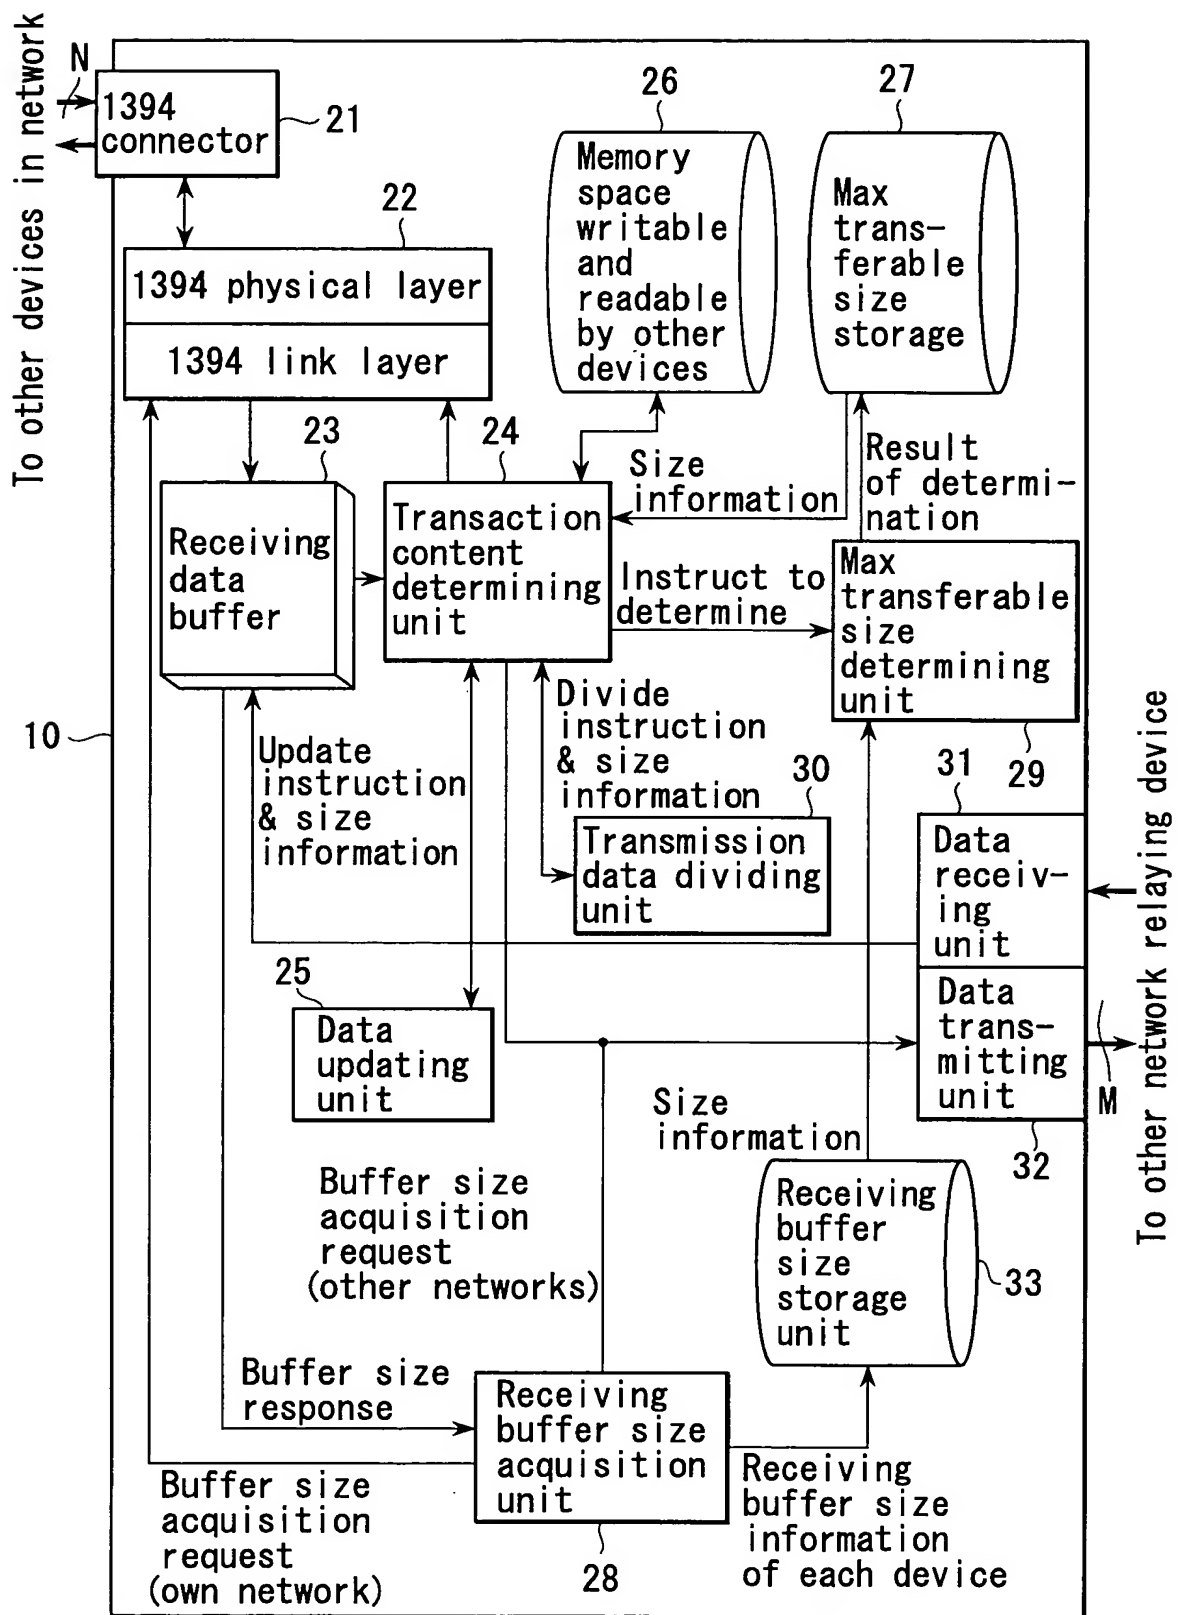 To other devices in network
N
1394
connector
21
22
1394 physical layer
1394 link layer
26
Memory
space
writable
and
readable
by other
devices
27
Max
trans-
ferable
size
storage
23
Receiving
data
buffer
24
Transaction
content
determining
unit
Size
information
Result
of determi-
nation
Instruct to
determine
Max
transferable
size
determining
unit
29
10
Update
instruction
& size
information
Divide
instruction
& size
information
30
Transmission
data dividing
unit
31
Data
receiv-
ing
unit
Data
trans-
mitting
unit
32
M
To other network relaying device
25
Data
updating
unit
Size
information
Receiving
buffer
size
storage
unit
33
Buffer size
acquisition
request
(other networks)
Buffer size
response
Receiving
buffer size
acquisition
unit
28
Buffer size
acquisition
request
(own network)
Receiving
buffer size
information
of each device